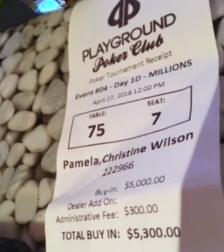 PLAYGROUND
Poker Club
Poker Tournament Receipt
Event #04 - Day 1D - MILLIONS
April 27, 2018 12:00 PM
TABLE: SEAT:
75 7
Pamela,Christine Wilson
222966
Buy-In: $5,000.00
Dealer Add On:
Administrative Fee: $300.00
TOTAL BUY IN: $5,300.00